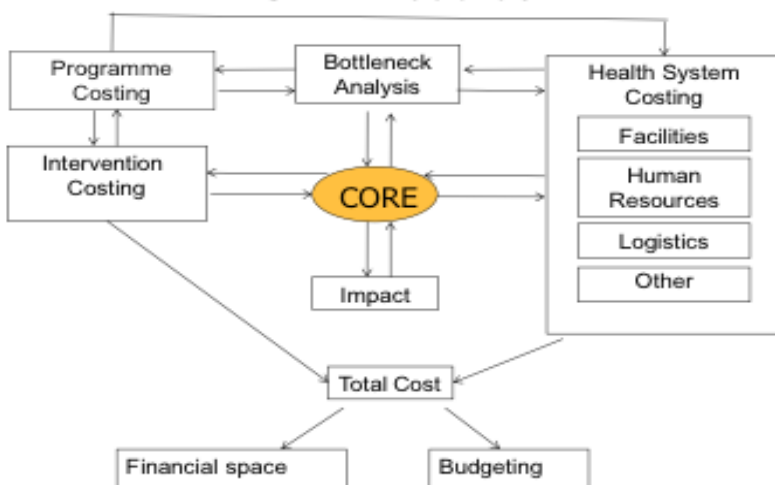 Programme
Costing
Bottleneck
Analysis
Health System
Costing
Facilities
Human
Resources
Logistics
Other
Intervention
Costing
CORE
Impact
Total Cost
Financial space
Budgeting